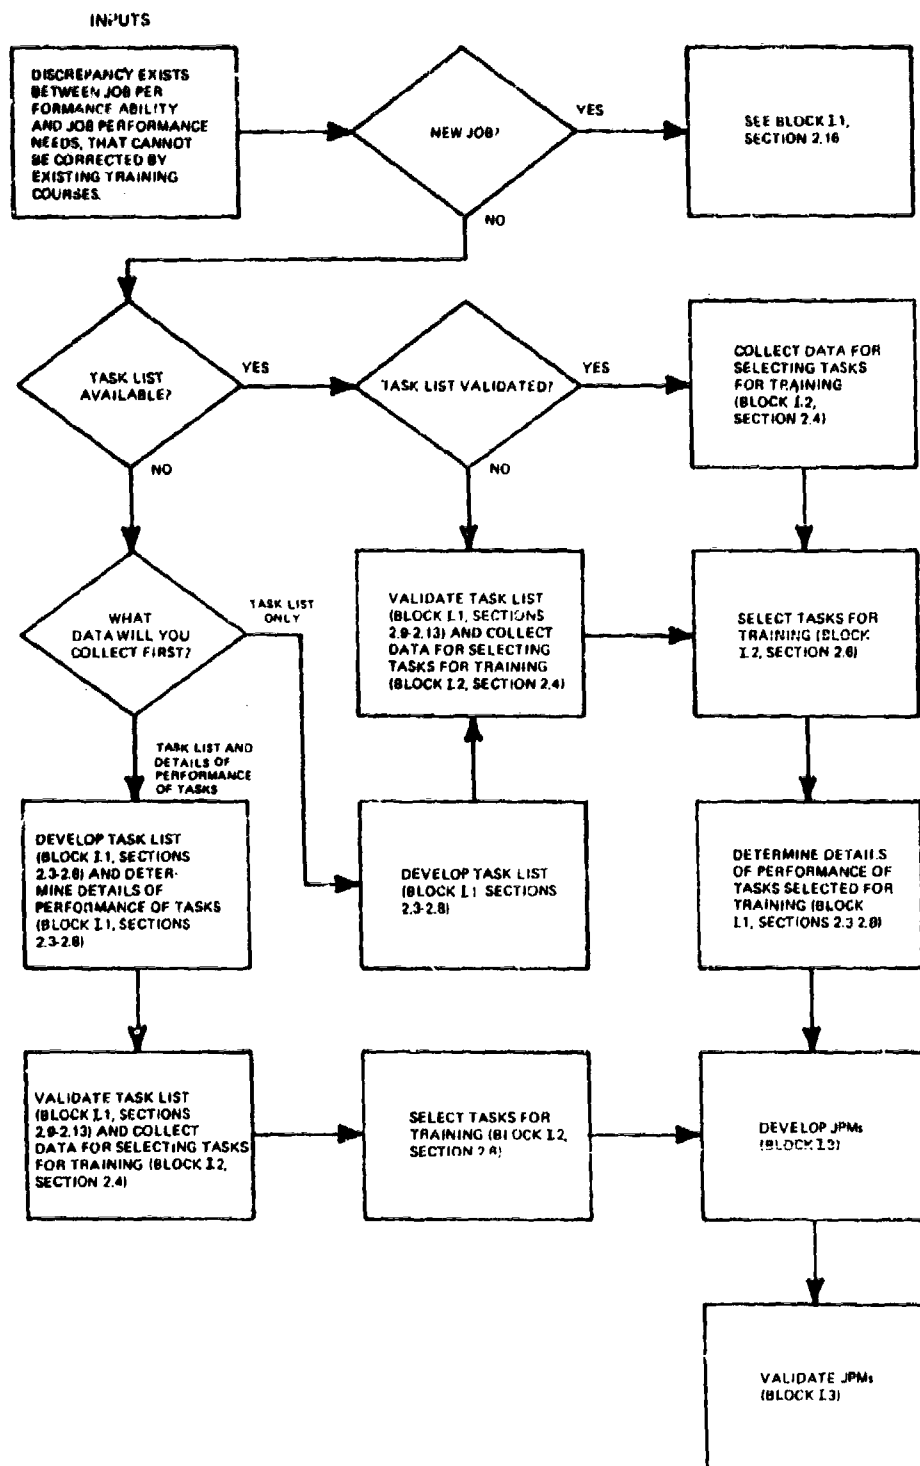 INPUTS
DISCREPANCY EXISTS
BETWEEN JOB PER
FORMANCE ABILITY
AND JOB PERFORMANCE
NEEDS, THAT CANNOT
BE CORRECTED BY
EXISTING TRAINING
COURSES.
NEW JOB?
YES
SEE BLOCK I.1,
SECTION 2.16
NO
TASK LIST
AVAILABLE?
YES
TASK LIST VALIDATED?
YES
COLLECT DATA FOR
SELECTING TASKS
FOR TRAINING
(BLOCK I.2,
SECTION 2.4)
NO
NO
WHAT
DATA WILL YOU
COLLECT FIRST?
TASK LIST
ONLY
VALIDATE TASK LIST
(BLOCK I.1, SECTIONS
2.9-2.13) AND COLLECT
DATA FOR SELECTING
TASKS FOR TRAINING
(BLOCK I.2, SECTION 2.4)
SELECT TASKS FOR
TRAINING (BLOCK
I.2, SECTION 2.6)
TASK LIST AND
DETAILS OF
PERFORMANCE
OF TASKS
DEVELOP TASK LIST
(BLOCK I.1, SECTIONS
2.3-2.8) AND DETER-
MINE DETAILS OF
PERFORMANCE OF TASKS
(BLOCK I.1, SECTIONS
2.3-2.8)
DEVELOP TASK LIST
(BLOCK I.1 SECTIONS
2.3-2.8)
DETERMINE DETAILS
OF PERFORMANCE OF
TASKS SELECTED FOR
TRAINING (BLOCK
I.1, SECTIONS 2.3 2.8)
VALIDATE TASK LIST
(BLOCK I.1, SECTIONS
2.9-2.13) AND COLLECT
DATA FOR SELECTING TASKS
FOR TRAINING (BLOCK I.2,
SECTION 2.4)
SELECT TASKS FOR
TRAINING (BLOCK I.2,
SECTION 2.6)
DEVELOP JPMs
(BLOCK I.3)
VALIDATE JPMs
(BLOCK I.3)